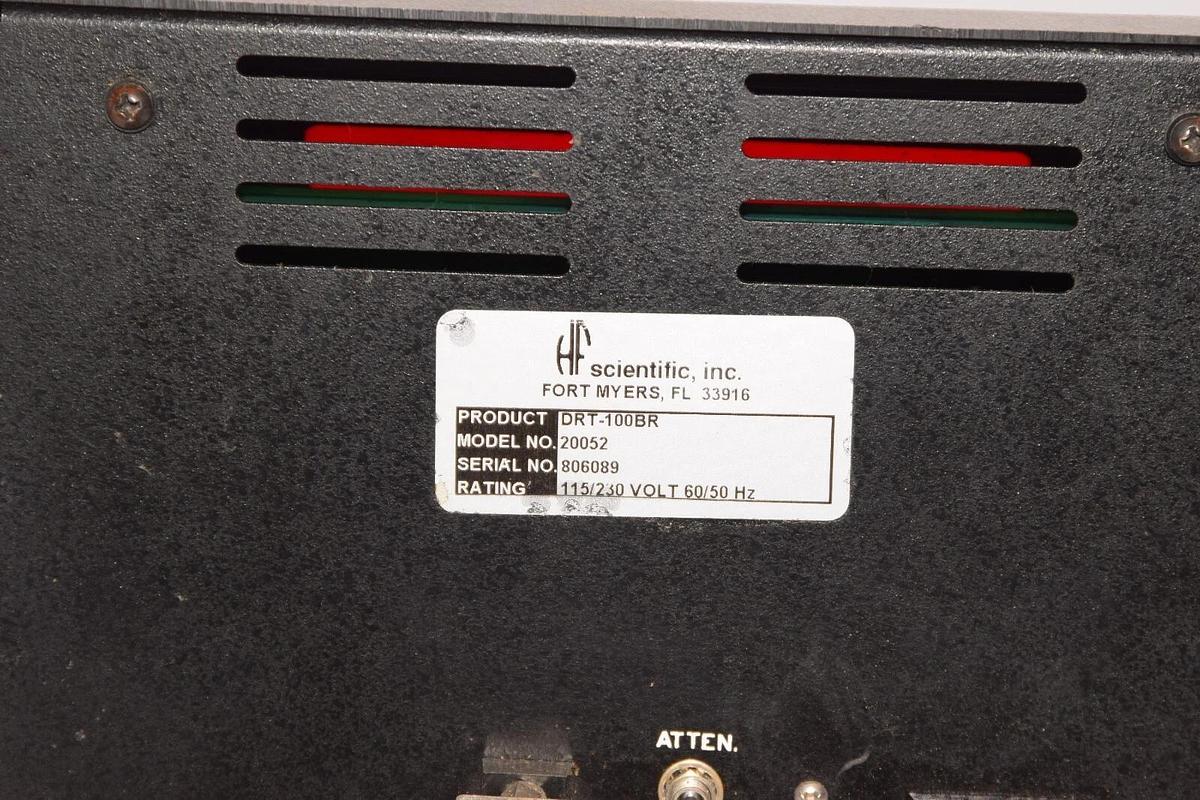 HF scientific, inc.
FORT MYERS, FL 33916
PRODUCT DRT-100BR
MODEL NO. 20052
SERIAL NO. 806089
RATING 115/230 VOLT 60/50 Hz
ATTEN.